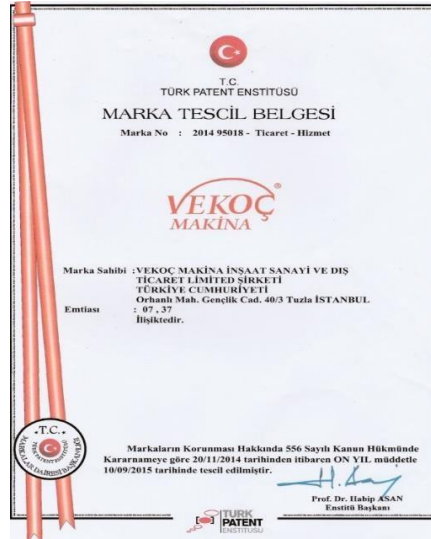 T.C.
TÜRK PATENT ENSTİTÜSÜ
MARKA TESCİL BELGESİ
Marka No : 2014 95018 - Ticaret - Hizmet
VEKOÇ®
MAKİNA
Marka Sahibi :VEKOÇ MAKİNA İNŞAAT SANAYİ VE DIŞ
TİCARET LİMİTED ŞİRKETİ
TÜRKİYE CUMHURİYETİ
Orhanlı Mah. Gençlik Cad. 40/3 Tuzla İSTANBUL
Emtiası : 07 , 37
İlişiktedir.
T.C.
MARKALAR DAİRESİ BAŞKANLIĞI
Markaların Korunması Hakkında 556 Sayılı Kanun Hükmünde
Kararnameye göre 20/11/2014 tarihinden itibaren ON YIL müddetle
10/09/2015 tarihinde tescil edilmiştir.
Prof. Dr. Habip ASAN
Enstitü Başkanı
TÜRK
PATENT
ENSTİTÜSÜ